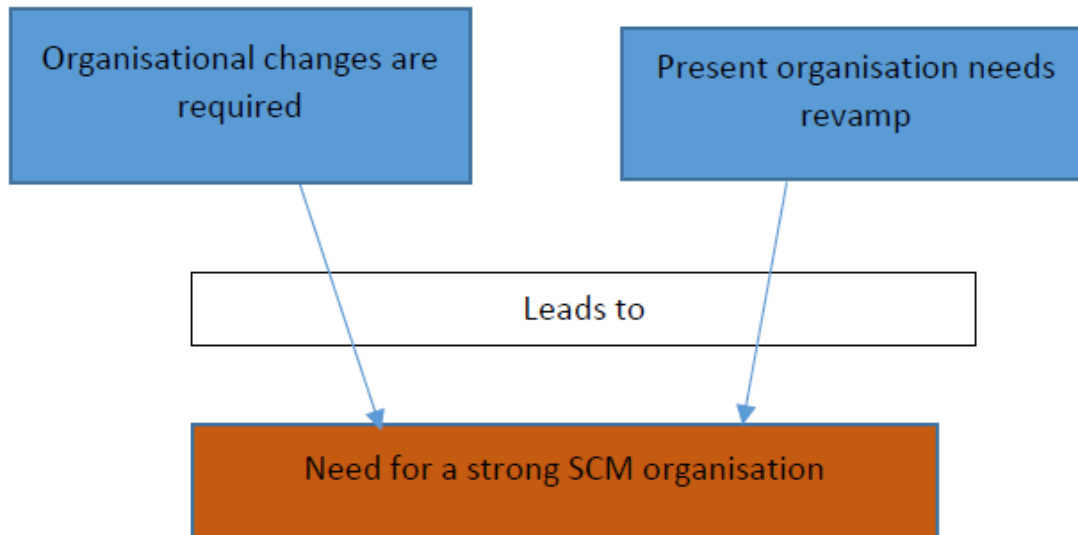 Organisational changes are
required
Present organisation needs
revamp
Leads to
Need for a strong SCM organisation